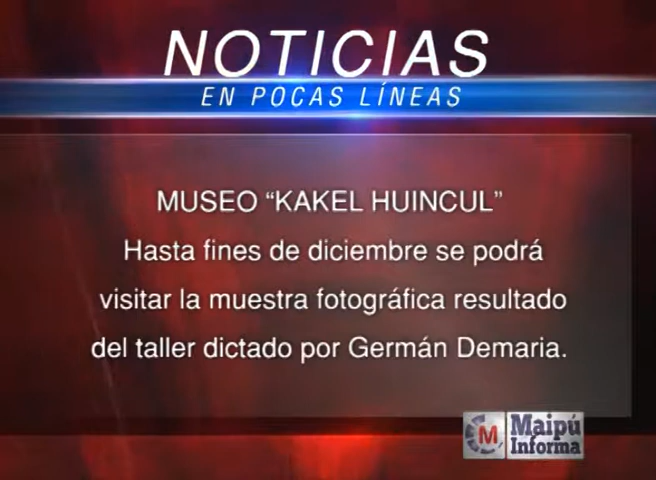 NOTICIAS
EN POCAS LÍNEAS
MUSEO “KAKEL HUINCUL”
Hasta fines de diciembre se podrá
visitar la muestra fotográfica resultado
del taller dictado por Germán Demaria.
M Maipú
Informa